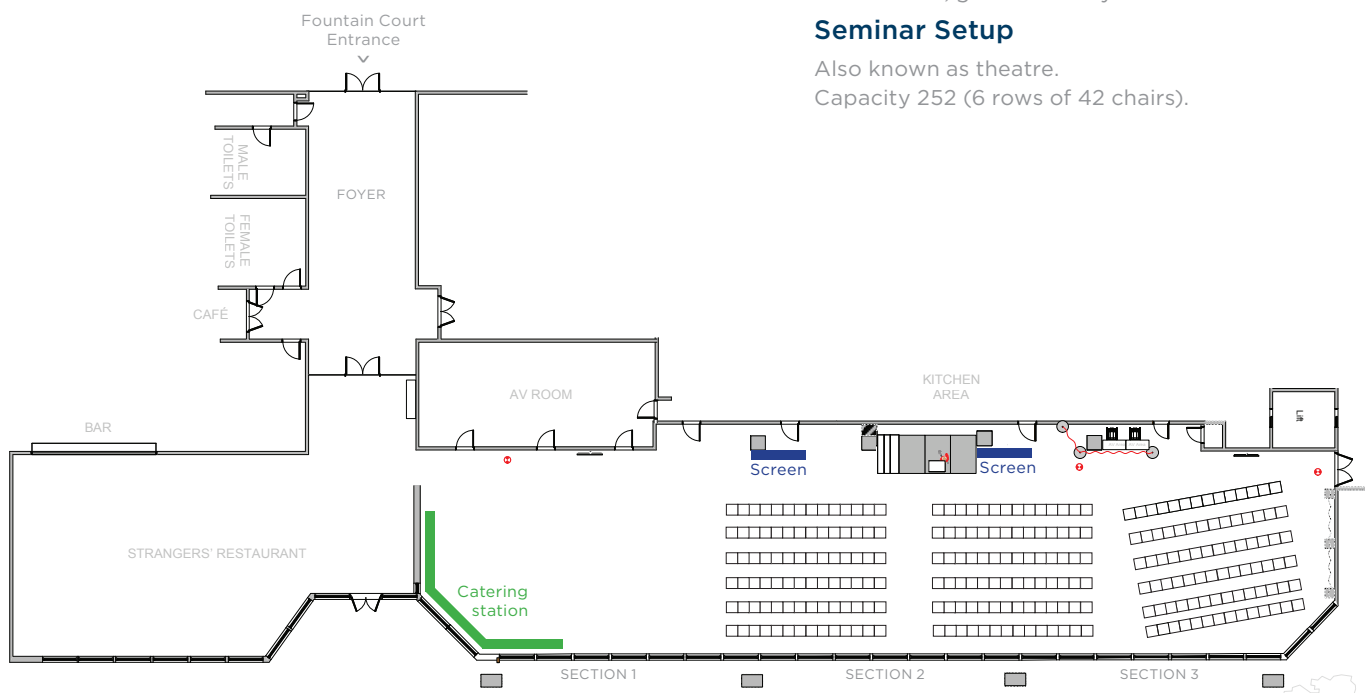 Fountain Court
Entrance
Seminar Setup
Also known as theatre.
Capacity 252 (6 rows of 42 chairs).
MALE
TOILETS
FOYER
FEMALE
TOILETS
CAFÉ
AV ROOM
KITCHEN
AREA
Lift
BAR
Screen
Screen
STRANGERS' RESTAURANT
Catering
station
SECTION 1
SECTION 2
SECTION 3